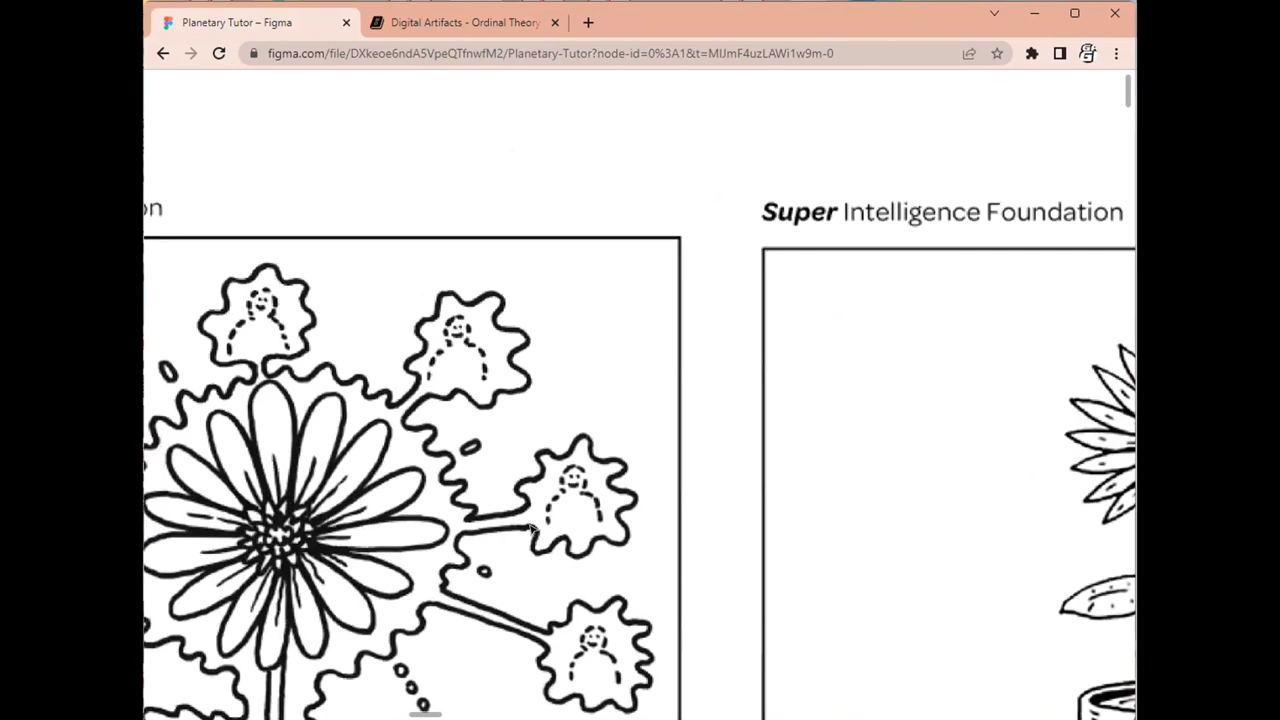 Planetary Tutor – Figma
Digital Artifacts - Ordinal Theory
figma.com/file/DXkeoe6ndA5VpeQTfnwfM2/Planetary-Tutor?node-id=0%3A1&t=MlJmF4uzLAWi1w9m-0
on
Super Intelligence Foundation